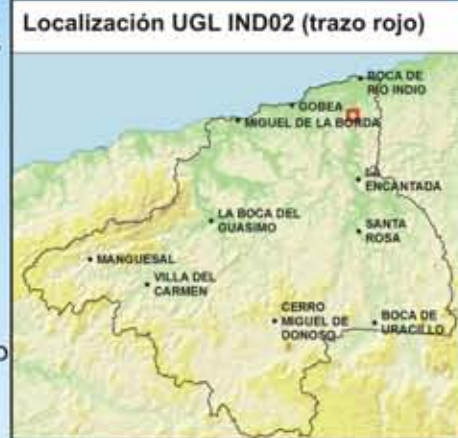 Localización UGL IND02 (trazo rojo)
BOCA DE
RÍO INDIO
GOBEA
MIGUEL DE LA BORDA
LA
ENCANTADA
LA BOCA DEL
GUASIMO
SANTA
ROSA
MANGUESAL
VILLA DEL
CARMEN
CERRO
MIGUEL DE
DONOSO
BOCA DE
URACILLO